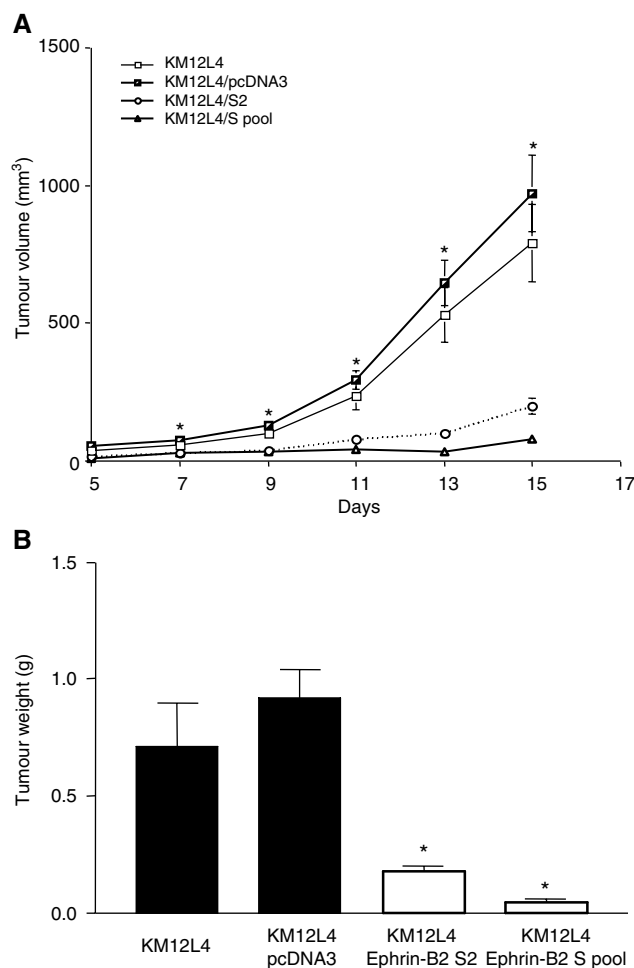 A
1500
KM12L4
KM12L4/pcDNA3
KM12L4/S2
KM12L4/S pool
Tumour volume (mm³)
*
1000
*
500
*
*
*
0
5 7 9 11 13 15 17
Days
B
1.5
Tumour weight (g)
1.0
0.5
*
*
0.0
KM12L4 KM12L4 KM12L4 KM12L4
pcDNA3 Ephrin-B2 S2 Ephrin-B2 S pool